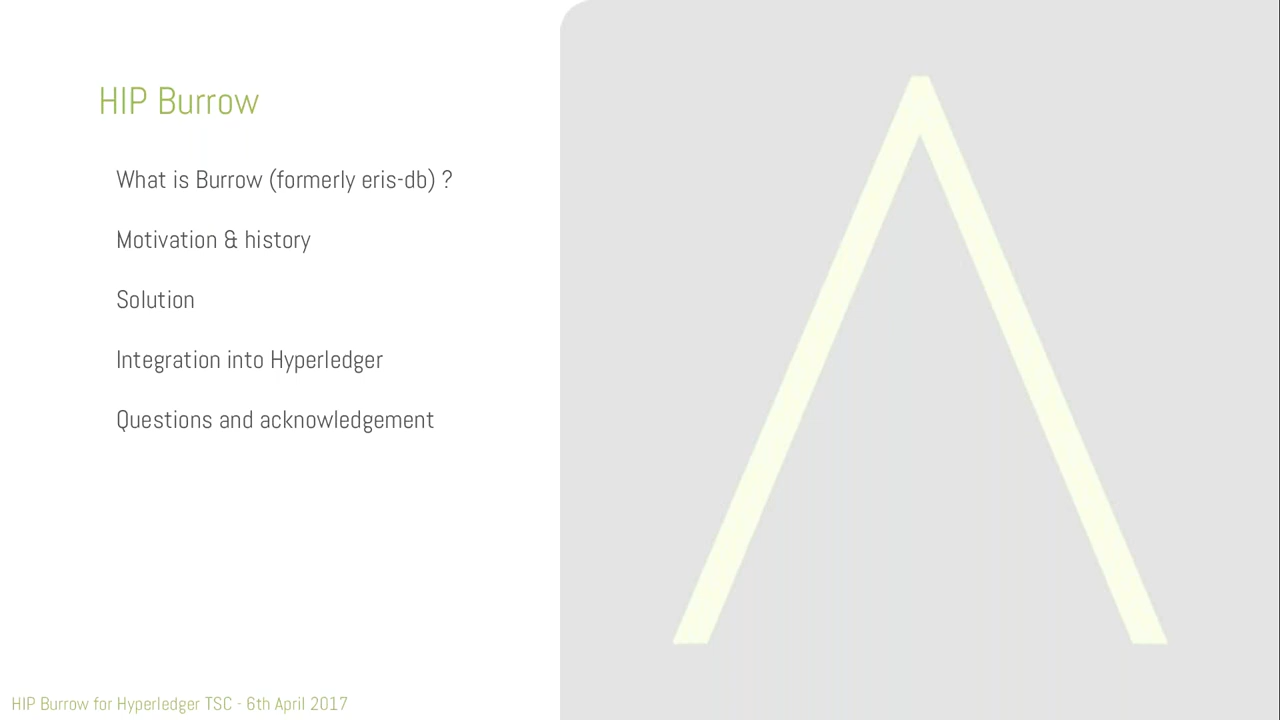 HIP Burrow
What is Burrow (formerly eris-db) ?
Motivation & history
Solution
Integration into Hyperledger
Questions and acknowledgement
HIP Burrow for Hyperledger TSC - 6th April 2017